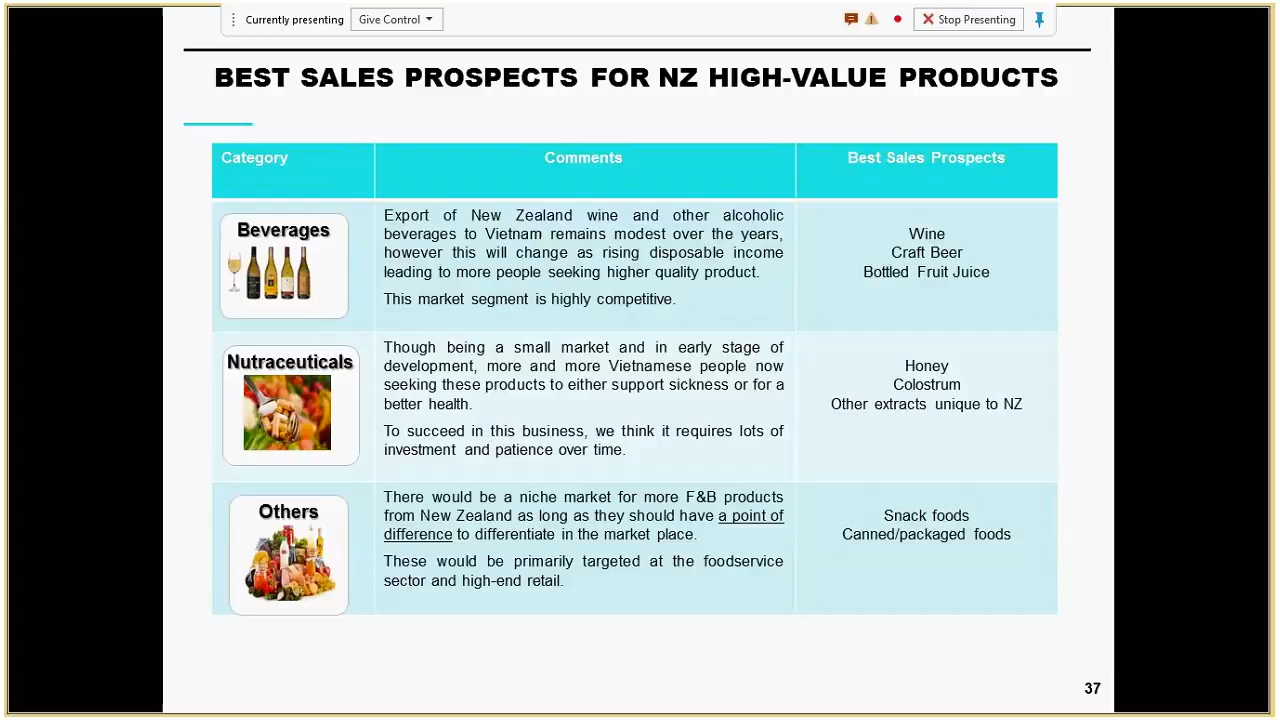 Currently presenting
Give Control
Stop Presenting
BEST SALES PROSPECTS FOR NZ HIGH-VALUE PRODUCTS
Category
Comments
Best Sales Prospects
Beverages
Export of New Zealand wine and other alcoholic
beverages to Vietnam remains modest over the years,
however this will change as rising disposable income
leading to more people seeking higher quality product.
This market segment is highly competitive.
Wine
Craft Beer
Bottled Fruit Juice
Nutraceuticals
Though being a small market and in early stage of
development, more and more Vietnamese people now
seeking these products to either support sickness or for a
better health.
To succeed in this business, we think it requires lots of
investment and patience over time.
Honey
Colostrum
Other extracts unique to NZ
Others
There would be a niche market for more F&B products
from New Zealand as long as they should have a point of
difference to differentiate in the market place.
These would be primarily targeted at the foodservice
sector and high-end retail.
Snack foods
Canned/packaged foods
37